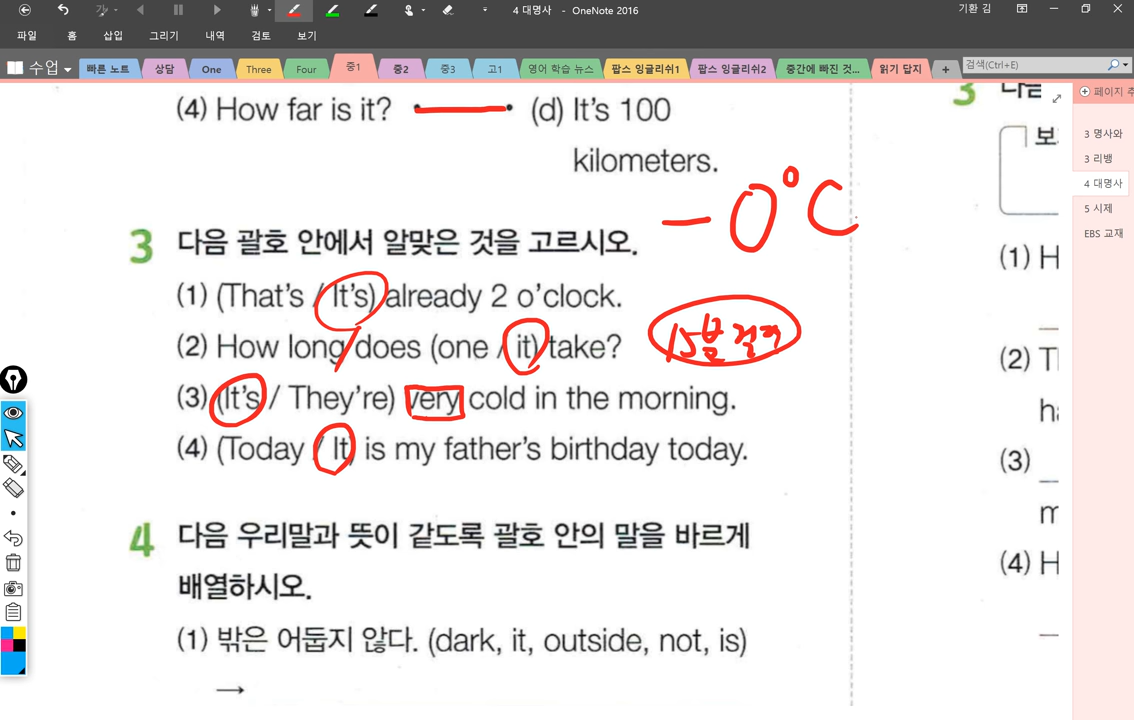 4 대명사 - OneNote 2016
기환 김
파일 홈 삽입 그리기 내역 검토 보기
수업 빠른 노트 상담 One Three Four 중1 중2 중3 고1 영어 학습 뉴스 팝스 잉글리쉬1 팝스 잉글리쉬2 중간에 빠진 것... 읽기 답지 + 검색(Ctrl+E)
페이지 추
3 명사와
3 리뱅
4 대명사
5 시제
EBS 교재
(4) How far is it? (d) It's 100
kilometers.
- 0°C
3 다음 괄호 안에서 알맞은 것을 고르시오.
(1) (That's / It's) already 2 o'clock.
(2) How long does (one / it) take? 15분
(3) (It's / They're) very cold in the morning.
(4) (Today / It) is my father's birthday today.
4 다음 우리말과 뜻이 같도록 괄호 안의 말을 바르게
배열하시오.
(1) 밖은 어둡지 않다. (dark, it, outside, not, is)
→
3
보
(1) H
(2) T
ha
(3)
m
(4) H